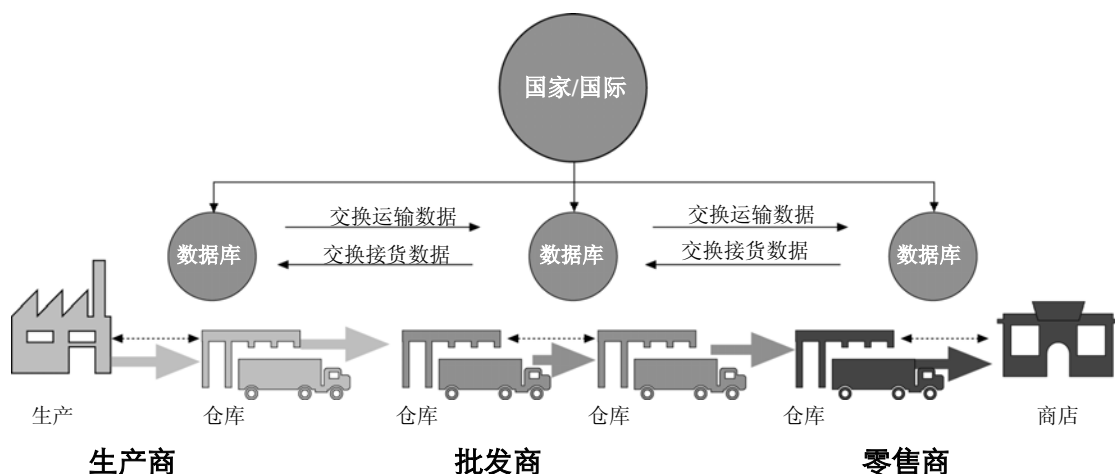 国家/国际
交换运输数据
交换运输数据
数据库
数据库
数据库
交换接货数据
交换接货数据
生产
仓库
仓库
仓库
仓库
商店
生产商
批发商
零售商